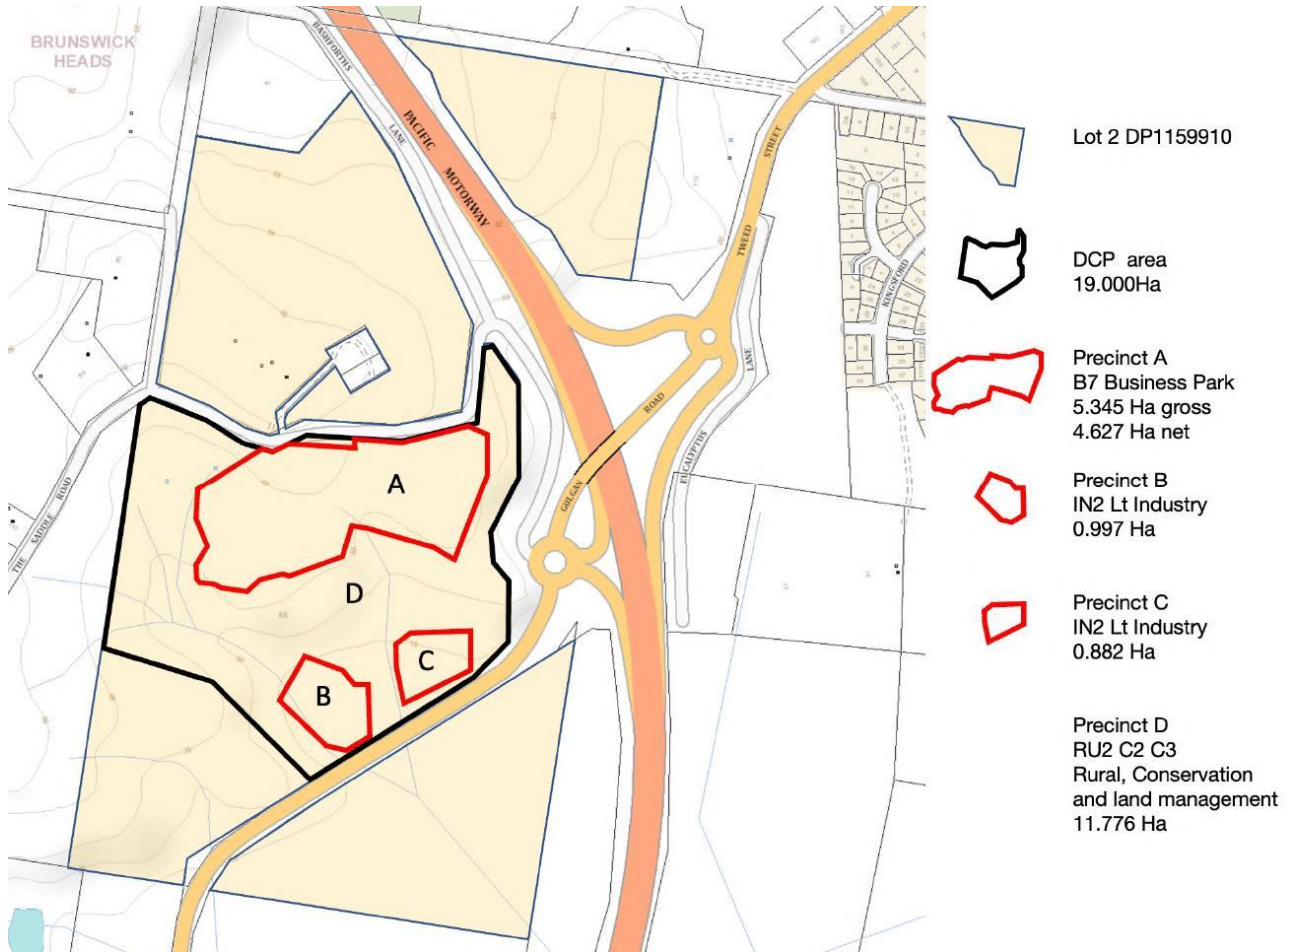 BRUNSWICK
HEADS
BASHFORTHS
LANE
PACIFIC
MOTORWAY
TWEED
STREET
KINGSFORD
EUCALYPTUS
LANE
GULGAN
ROAD
THE SADDLE ROAD
A
D
C
B
Lot 2 DP1159910
DCP area
19.000Ha
Precinct A
B7 Business Park
5.345 Ha gross
4.627 Ha net
Precinct B
IN2 Lt Industry
0.997 Ha
Precinct C
IN2 Lt Industry
0.882 Ha
Precinct D
RU2 C2 C3
Rural, Conservation
and land management
11.776 Ha